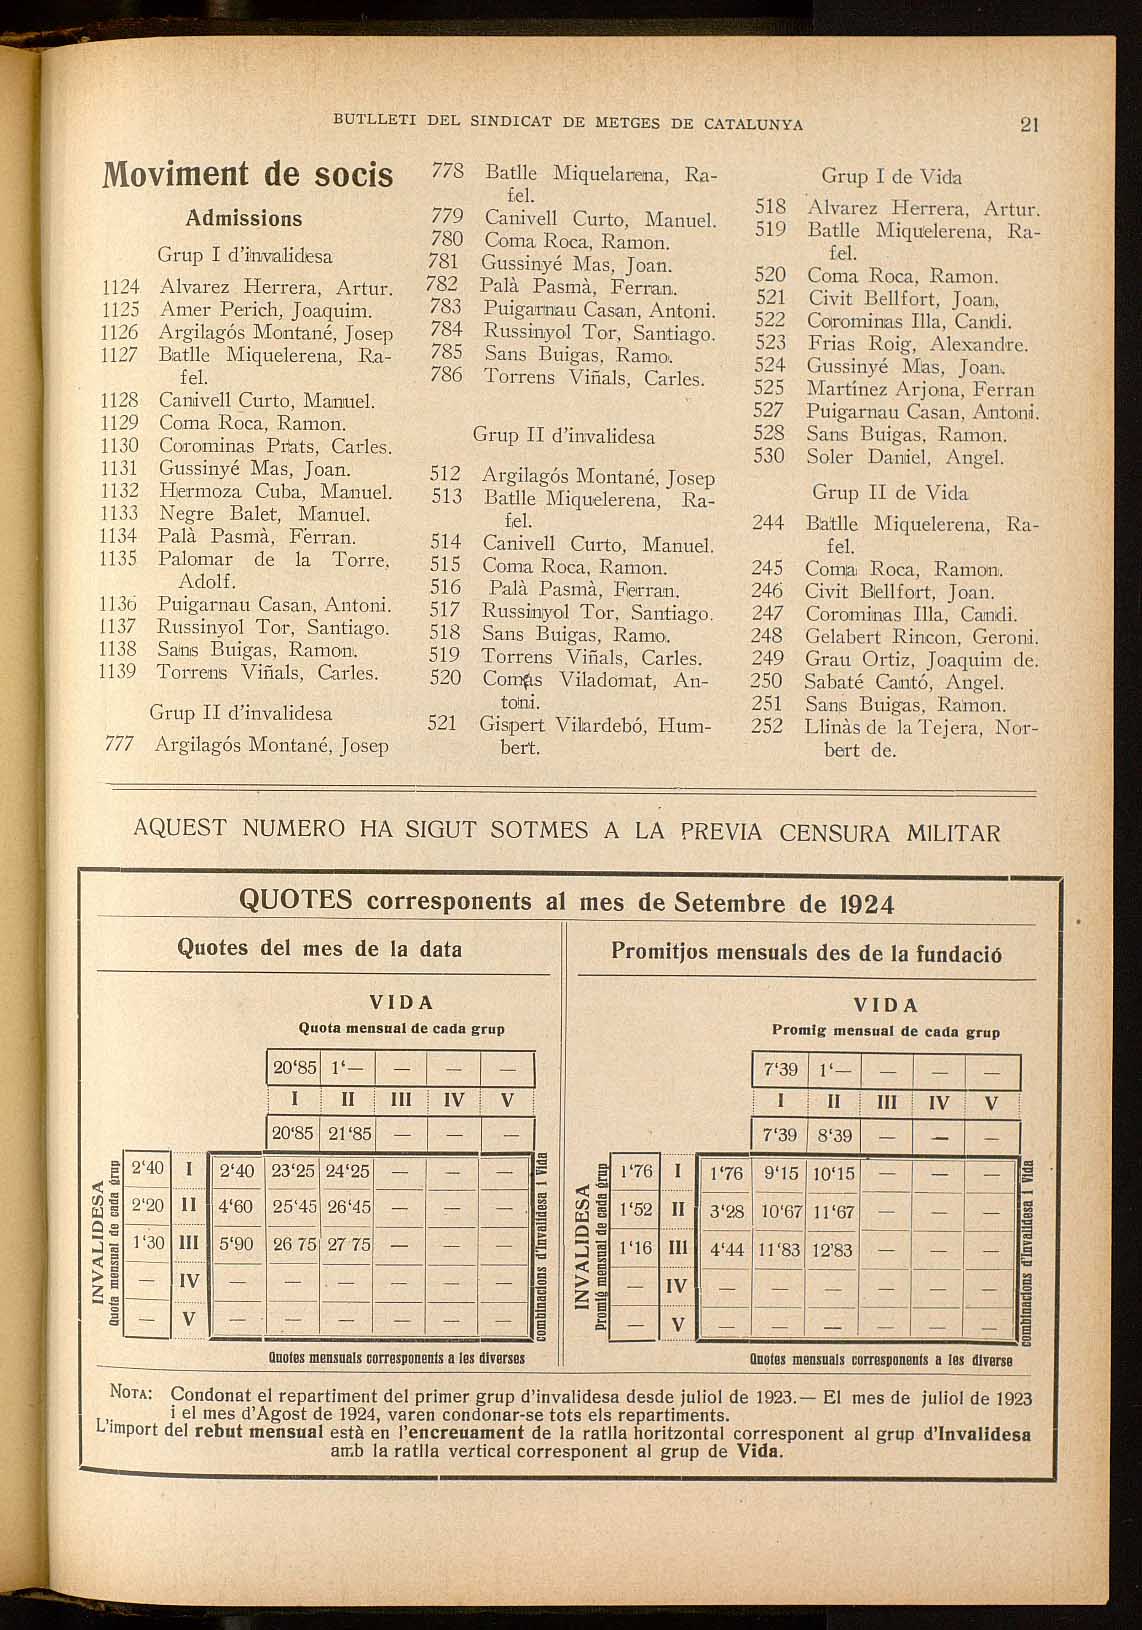 BUTLLETI DEL SINDICAT DE METGES DE CATALUNYA 21
Moviment de socis
Admissions
Grup I d'invalidesa
1124 Alvarez Herrera, Artur.
1125 Amer Perich, Joaquim.
1126 Argilagós Montané, Josep
1127 Batlle Miquelerena, Ra-
fel.
1128 Canivell Curto, Manuel.
1129 Coma Roca, Ramon.
1130 Corominas Prats, Carles.
1131 Gussinyé Mas, Joan.
1132 Hermoza Cuba, Manuel.
1133 Negre Balet, Manuel.
1134 Palà Pasmà, Ferran.
1135 Palomar de la Torre,
Adolf.
1136 Puigarnau Casan, Antoni.
1137 Russinyol Tor, Santiago.
1138 Sans Buigas, Ramon.
1139 Torrens Viñals, Carles.
Grup II d'invalidesa
777 Argilagós Montané, Josep
778 Batlle Miquelarena, Ra-
fel.
779 Canivell Curto, Manuel.
780 Coma Roca, Ramon.
781 Gussinyé Mas, Joan.
782 Palà Pasmà, Ferran.
783 Puigarnau Casan, Antoni.
784 Russinyol Tor, Santiago.
785 Sans Buigas, Ramo.
786 Torrens Viñals, Carles.
Grup II d'invalidesa
512 Argilagós Montané, Josep
513 Batlle Miquelerena, Ra-
fel.
514 Canivell Curto, Manuel.
515 Coma Roca, Ramon.
516 Palà Pasmà, Ferran.
517 Russinyol Tor, Santiago.
518 Sans Buigas, Ramo.
519 Torrens Viñals, Carles.
520 Comas Viladomat, An-
toni.
521 Gispert Vilardebó, Hum-
bert.
Grup I de Vida
518 Alvarez Herrera, Artur.
519 Batlle Miquelerena, Ra-
fel.
520 Coma Roca, Ramon.
521 Civit Bellfort, Joan,
522 Corominas Illa, Candi.
523 Frias Roig, Alexandre.
524 Gussinyé Mas, Joan.
525 Martínez Arjona, Ferran
527 Puigarnau Casan, Antoni.
528 Sans Buigas, Ramon.
530 Soler Daniel, Angel.
Grup II de Vida
244 Batlle Miquelerena, Ra-
fel.
245 Coma Roca, Ramon.
246 Civit Bellfort, Joan.
247 Corominas Illa, Candi.
248 Gelabert Rincon, Geroni.
249 Grau Ortiz, Joaquim de.
250 Sabaté Cantó, Angel.
251 Sans Buigas, Ramon.
252 Llinàs de la Tejera, Nor-
bert de.
AQUEST NUMERO HA SIGUT SOTMES A LA PREVIA CENSURA MILITAR
QUOTES corresponents al mes de Setembre de 1924
Quotes del mes de la data
VIDA
Quota mensual de cada grup
20'85 1'— — — —
I II III IV V
20'85 21'85 — — —
INVALIDESA
Quota mensual de cada grup
2'40 I 2'40 23'25 24'25 — — —
2'20 II 4'60 25'45 26'45 — — —
1'30 III 5'90 26 75 27 75 — — —
— IV — — — — — —
— V — — — — — —
combinacions d'Invalidesa i Vida
Quotes mensuals corresponents a les diverses
Promitjos mensuals des de la fundació
VIDA
Promig mensual de cada grup
7'39 1'— — — —
I II III IV V
7'39 8'39 — — —
INVALIDESA
Promig mensual de cada grup
1'76 I 1'76 9'15 10'15 — — —
1'52 II 3'28 10'67 11'67 — — —
1'16 III 4'44 11'83 12'83 — — —
— IV — — — — — —
— V — — — — — —
combinacions d'Invalidesa i Vida
Quotes mensuals corresponents a les diverse
NOTA: Condonat el repartiment del primer grup d'invalidesa desde juliol de 1923.— El mes de juliol de 1923
i el mes d'Agost de 1924, varen condonar-se tots els repartiments.
L'import del rebut mensual està en l'encreuament de la ratlla horitzontal corresponent al grup d'Invalidesa
amb la ratlla vertical corresponent al grup de Vida.